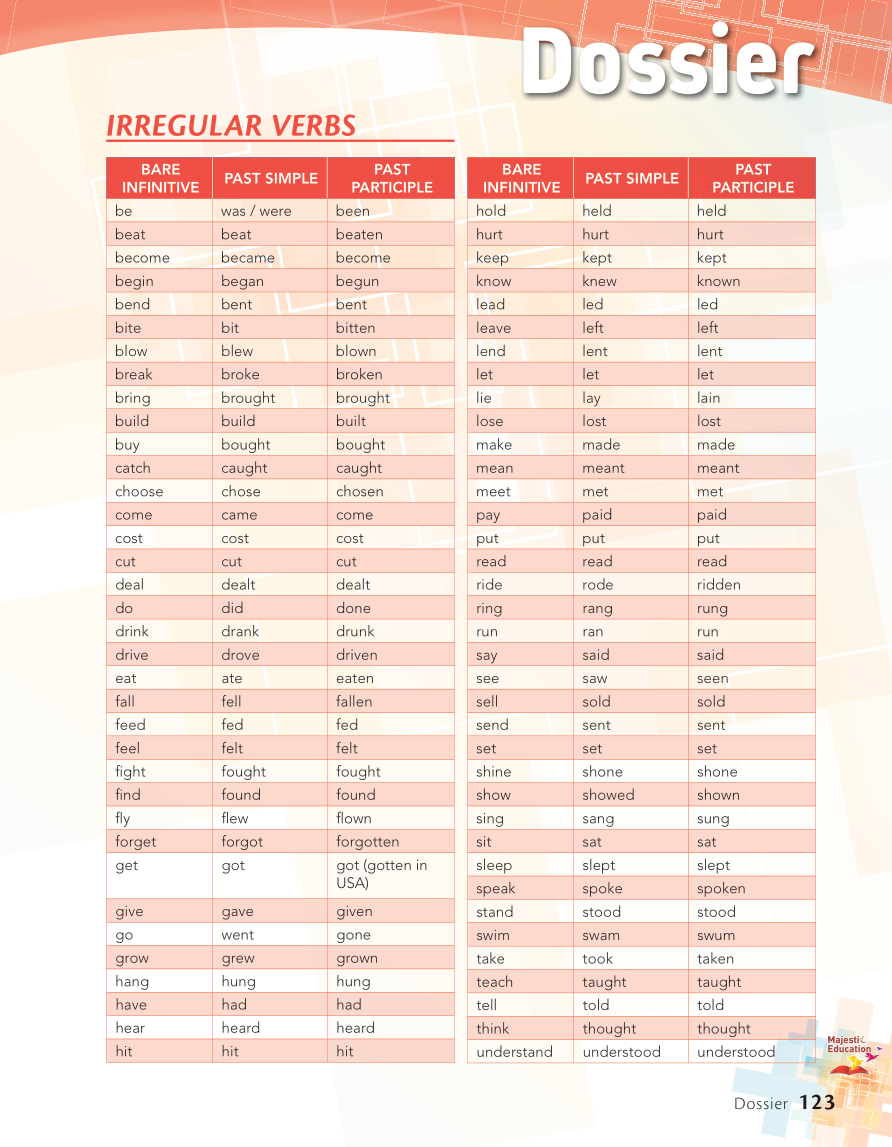 Dossier
IRREGULAR VERBS
BARE INFINITIVE PAST SIMPLE PAST PARTICIPLE
be was / were been
beat beat beaten
become became become
begin began begun
bend bent bent
bite bit bitten
blow blew blown
break broke broken
bring brought brought
build build built
buy bought bought
catch caught caught
choose chose chosen
come came come
cost cost cost
cut cut cut
deal dealt dealt
do did done
drink drank drunk
drive drove driven
eat ate eaten
fall fell fallen
feed fed fed
feel felt felt
fight fought fought
find found found
fly flew flown
forget forgot forgotten
get got got (gotten in
USA)
give gave given
go went gone
grow grew grown
hang hung hung
have had had
hear heard heard
hit hit hit
BARE INFINITIVE PAST SIMPLE PAST PARTICIPLE
hold held held
hurt hurt hurt
keep kept kept
know knew known
lead led led
leave left left
lend lent lent
let let let
lie lay lain
lose lost lost
make made made
mean meant meant
meet met met
pay paid paid
put put put
read read read
ride rode ridden
ring rang rung
run ran run
say said said
see saw seen
sell sold sold
send sent sent
set set set
shine shone shone
show showed shown
sing sang sung
sit sat sat
sleep slept slept
speak spoke spoken
stand stood stood
swim swam swum
take took taken
teach taught taught
tell told told
think thought thought
understand understood understood
Majestic
Education
Dossier 123